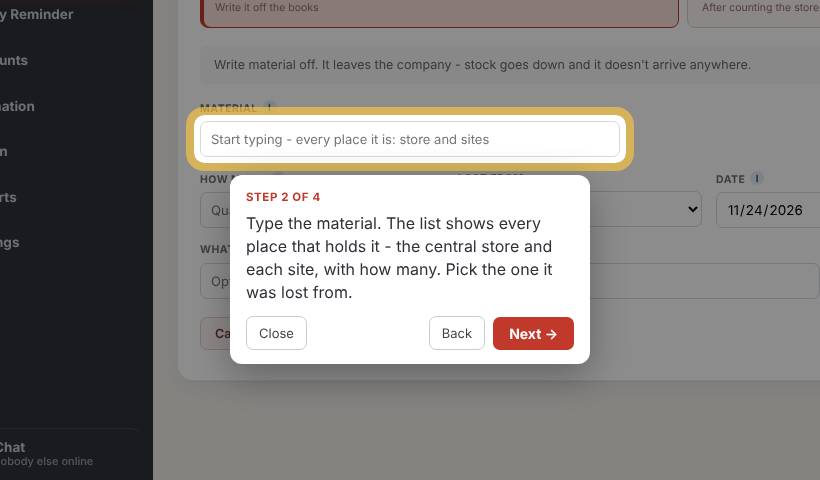 y Reminder
unts
ation
n
rts
ngs
Chat
obody else online
Write it off the books
After counting the store
Write material off. It leaves the company - stock goes down and it doesn't arrive anywhere.
MATERIAL I
Start typing - every place it is: store and sites
HOW
DATE I
Qu
11/24/2026
WHAT
Opt
Ca
STEP 2 OF 4
Type the material. The list shows every
place that holds it - the central store and
each site, with how many. Pick the one it
was lost from.
Close
Back
Next →